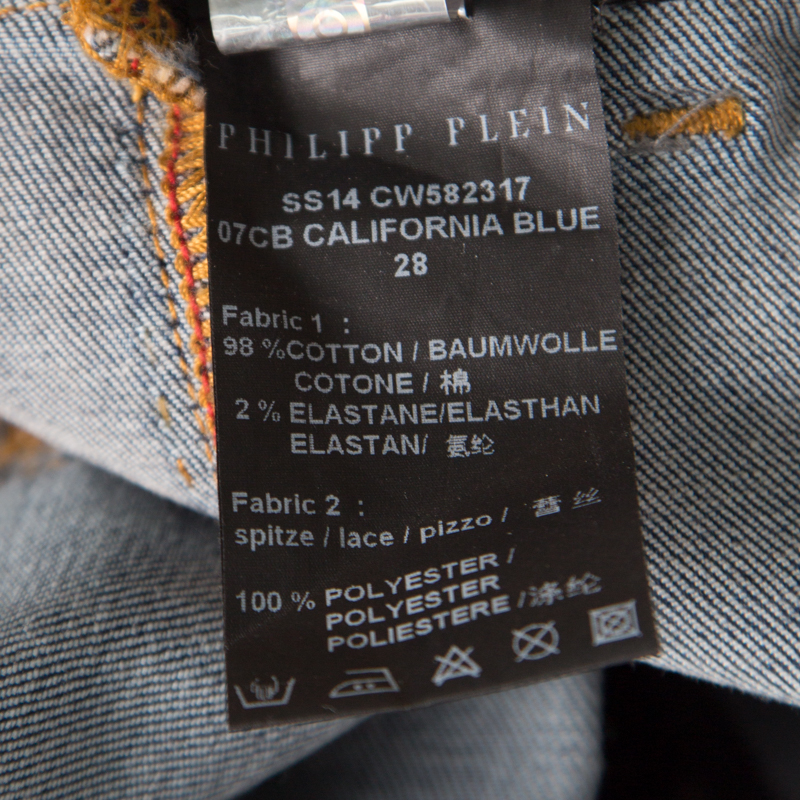 PHILIPP PLEIN
SS14 CW582317
07CB CALIFORNIA BLUE
28
Fabric 1 :
98 %COTTON / BAUMWOLLE
COTONE / 棉
2 % ELASTANE/ELASTHAN
ELASTAN/ 氨纶
Fabric 2 :
spitze / lace / pizzo / 蕾 丝
100 % POLYESTER /
POLYESTER
POLIESTERE /涤纶